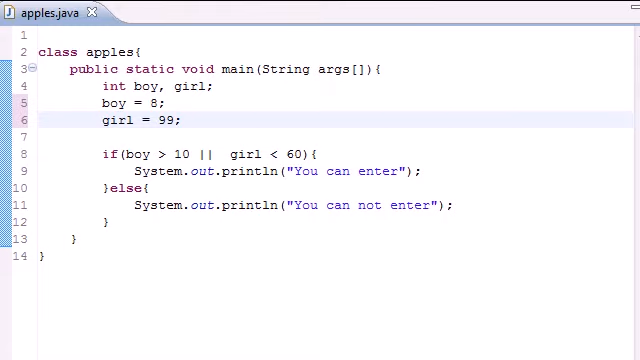 apples.java
1
2 class apples{
3 public static void main(String args[]){
4 int boy, girl;
5 boy = 8;
6 girl = 99;
7
8 if(boy > 10 ||  girl < 60){
9 System.out.println("You can enter");
10 }else{
11 System.out.println("You can not enter");
12 }
13 }
14 }